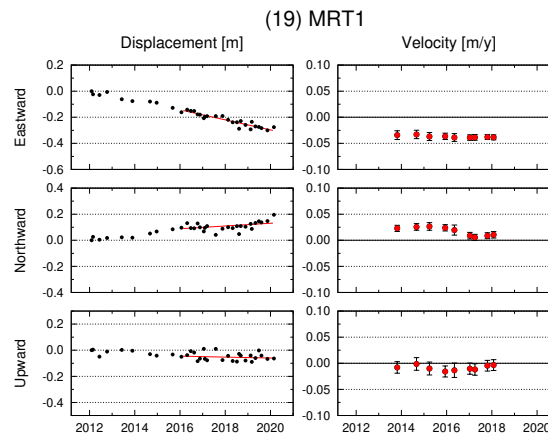 (19) MRT1
Displacement [m] Velocity [m/y]
Eastward
0.2 0.10
0.0 0.05
-0.2 0.00
-0.4 -0.05
-0.6 -0.10
Northward
0.4 0.10
0.2 0.05
0.0 0.00
-0.2 -0.05
-0.4 -0.10
Upward
0.2 0.10
0.0 0.05
-0.2 0.00
-0.4 -0.05
-0.6 -0.10
2012 2014 2016 2018 2020 2012 2014 2016 2018 2020